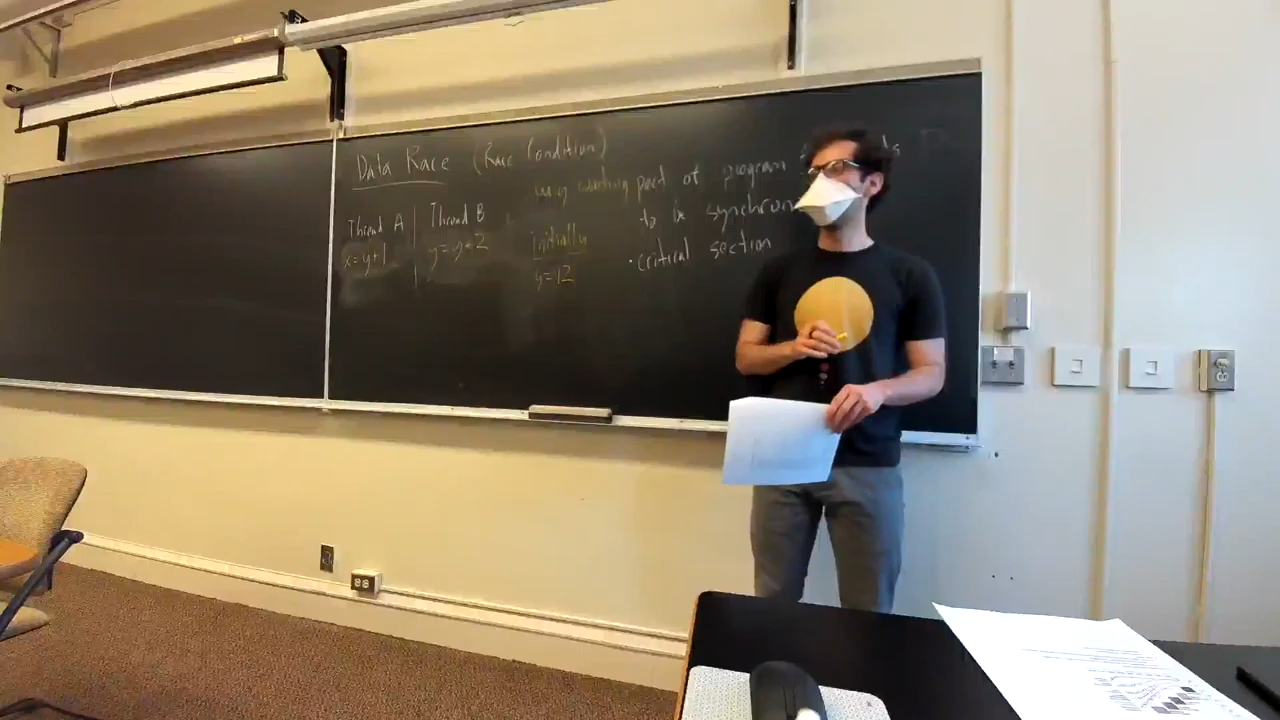 Data Race (Race Condition)
part of program
to be synchron
Thread A Thread B
x=y+1 y=y+2
Initially
y=12
· critical section